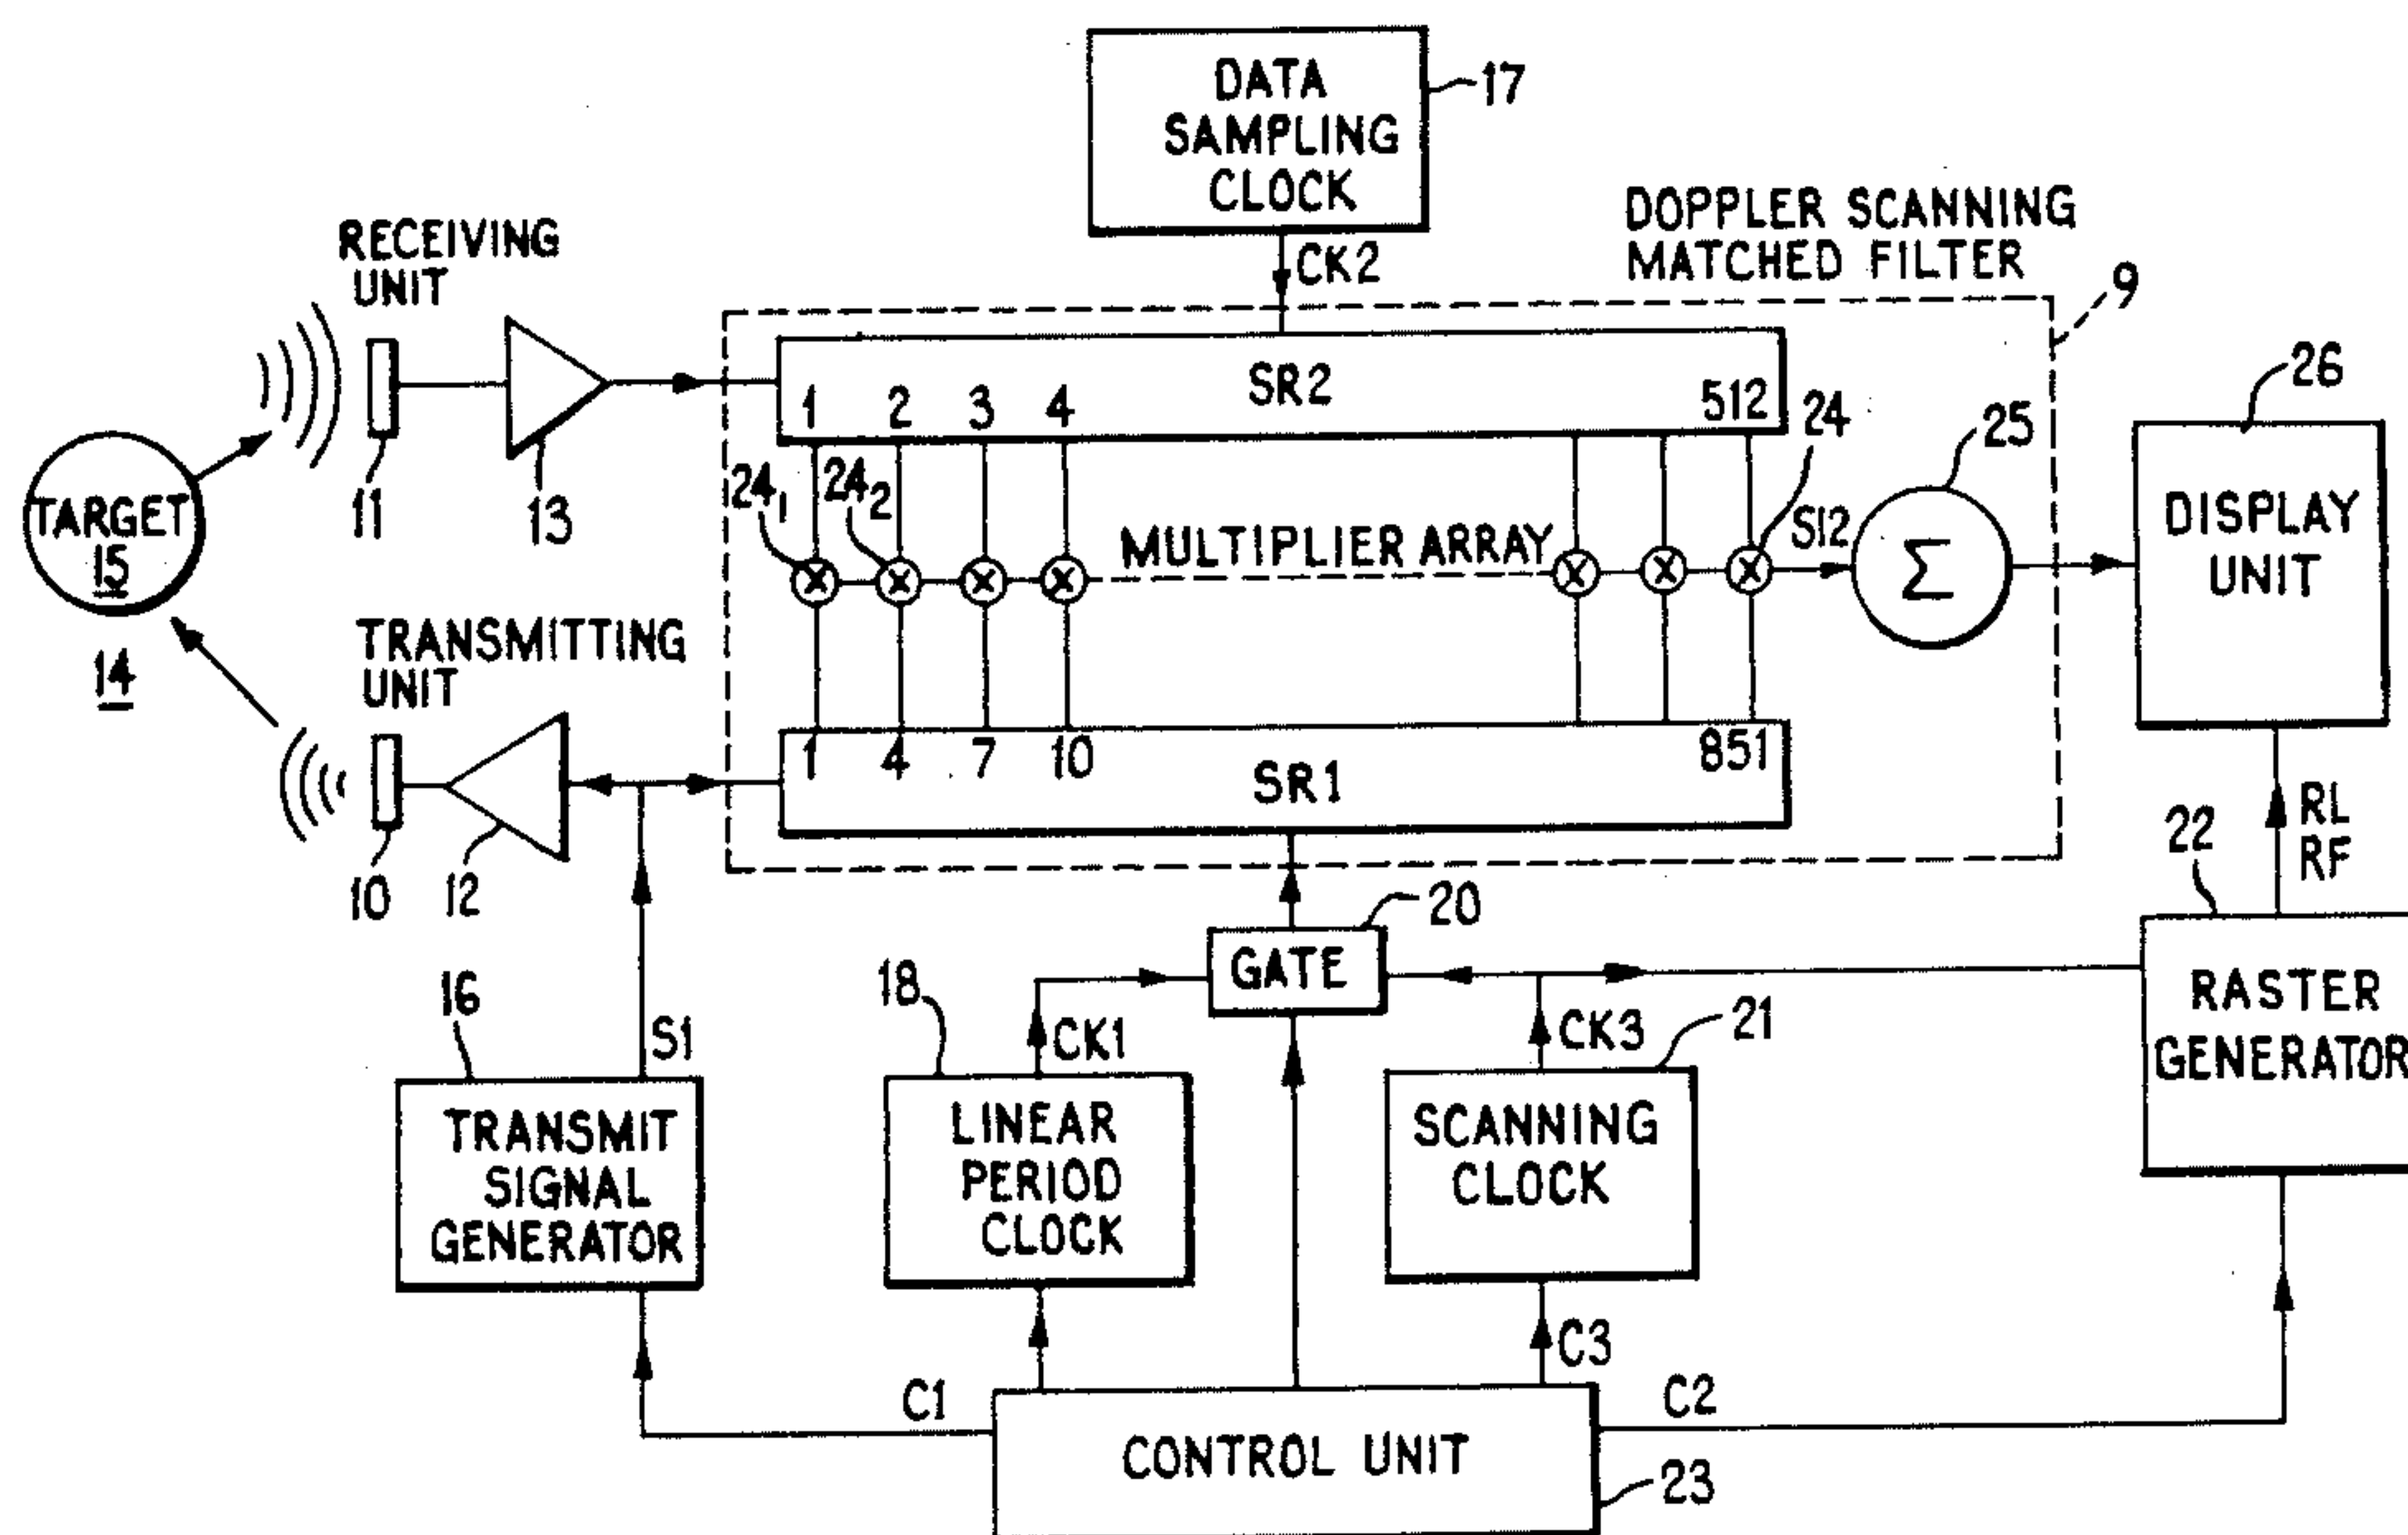 DATA
SAMPLING
CLOCK
17
CK2
DOPPLER SCANNING
MATCHED FILTER
9
RECEIVING
UNIT
11
13
SR2
1 2 3 4 512
24
24₁ 24₂
MULTIPLIER ARRAY
S12
25
Σ
26
DISPLAY
UNIT
TARGET
15
14
TRANSMITTING
UNIT
10
12
1 4 7 10 851
SR1
RL
RF
22
20
GATE
RASTER
GENERATOR
16
S1
TRANSMIT
SIGNAL
GENERATOR
18
CK1
LINEAR
PERIOD
CLOCK
CK3
21
SCANNING
CLOCK
C1
C3
C2
CONTROL UNIT
23